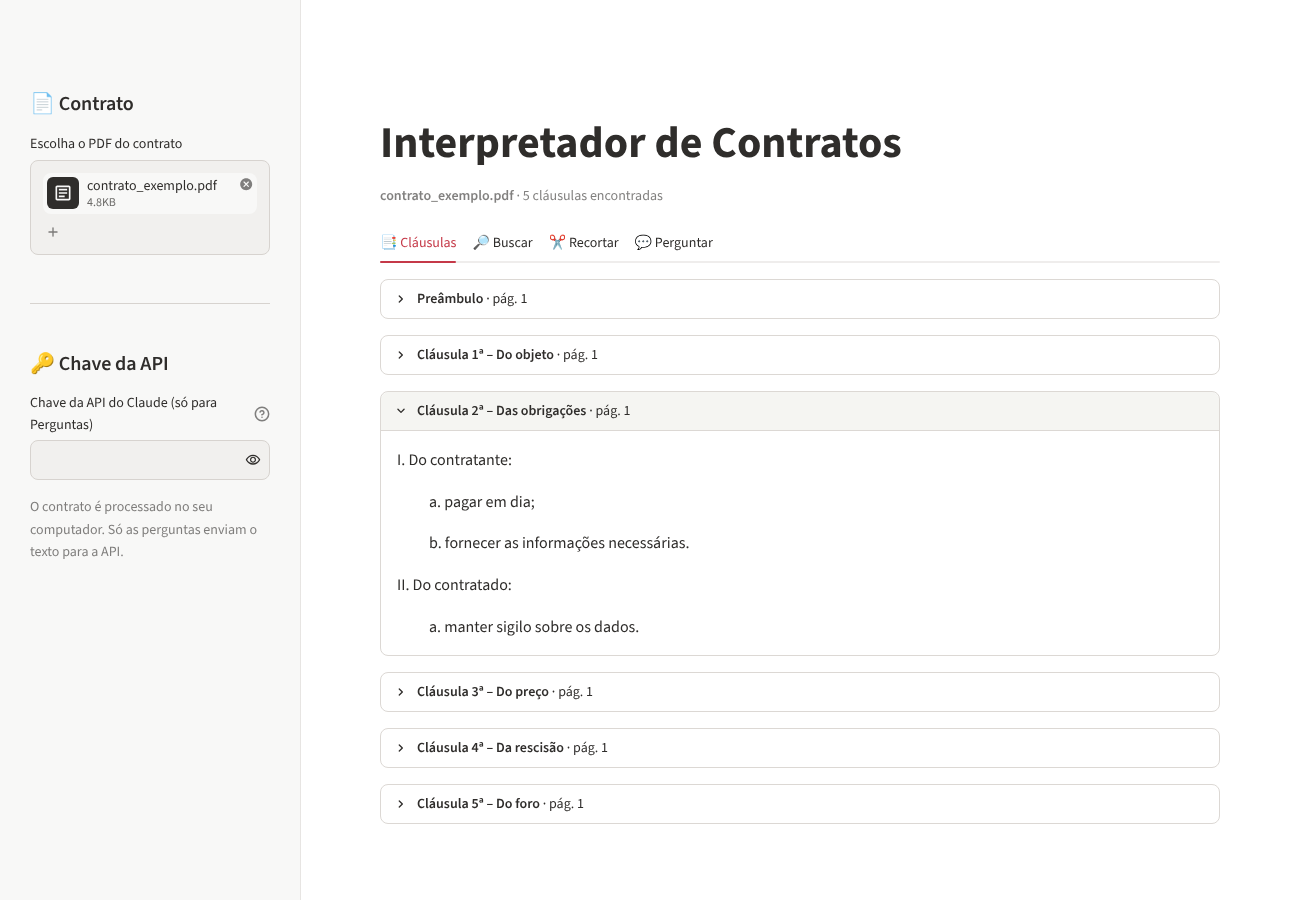 📄 Contrato
Escolha o PDF do contrato
contrato_exemplo.pdf
4.8KB
🔑 Chave da API
Chave da API do Claude (só para
Perguntas)
O contrato é processado no seu
computador. Só as perguntas enviam o
texto para a API.
Interpretador de Contratos
contrato_exemplo.pdf · 5 cláusulas encontradas
📑 Cláusulas 🔎 Buscar ✂️ Recortar 💬 Perguntar
Preâmbulo · pág. 1
Cláusula 1ª – Do objeto · pág. 1
Cláusula 2ª – Das obrigações · pág. 1
I. Do contratante:
a. pagar em dia;
b. fornecer as informações necessárias.
II. Do contratado:
a. manter sigilo sobre os dados.
Cláusula 3ª – Do preço · pág. 1
Cláusula 4ª – Da rescisão · pág. 1
Cláusula 5ª – Do foro · pág. 1